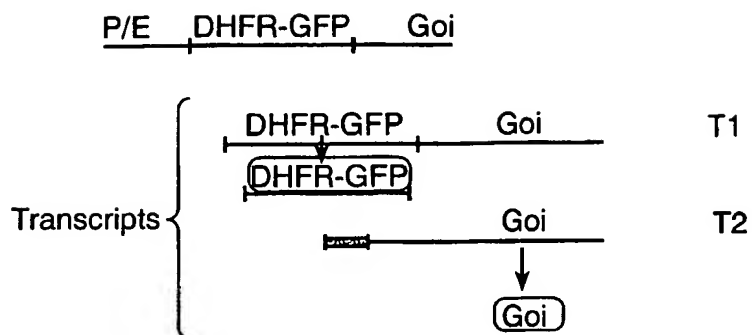 P/E DHFR-GFP Goi
DHFR-GFP Goi T1
DHFR-GFP
Transcripts
Goi T2
Goi